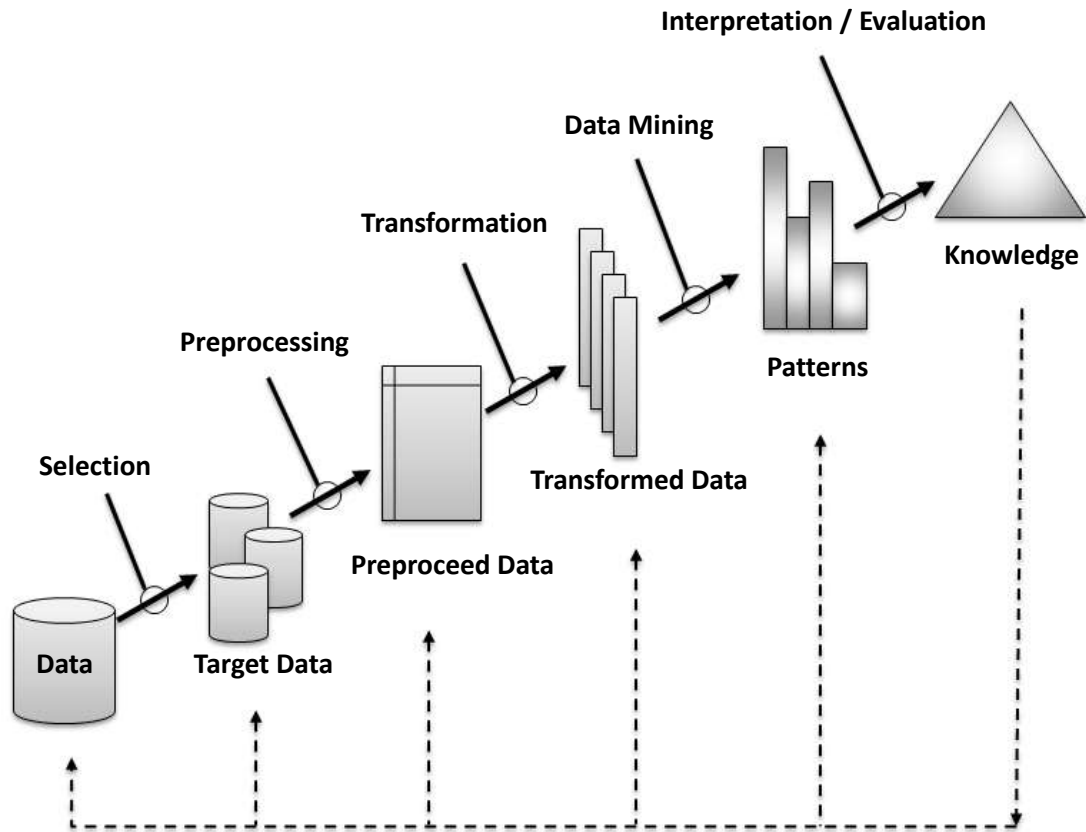 Interpretation / Evaluation
Data Mining
Transformation
Knowledge
Preprocessing
Patterns
Selection
Transformed Data
Preproceed Data
Data
Target Data